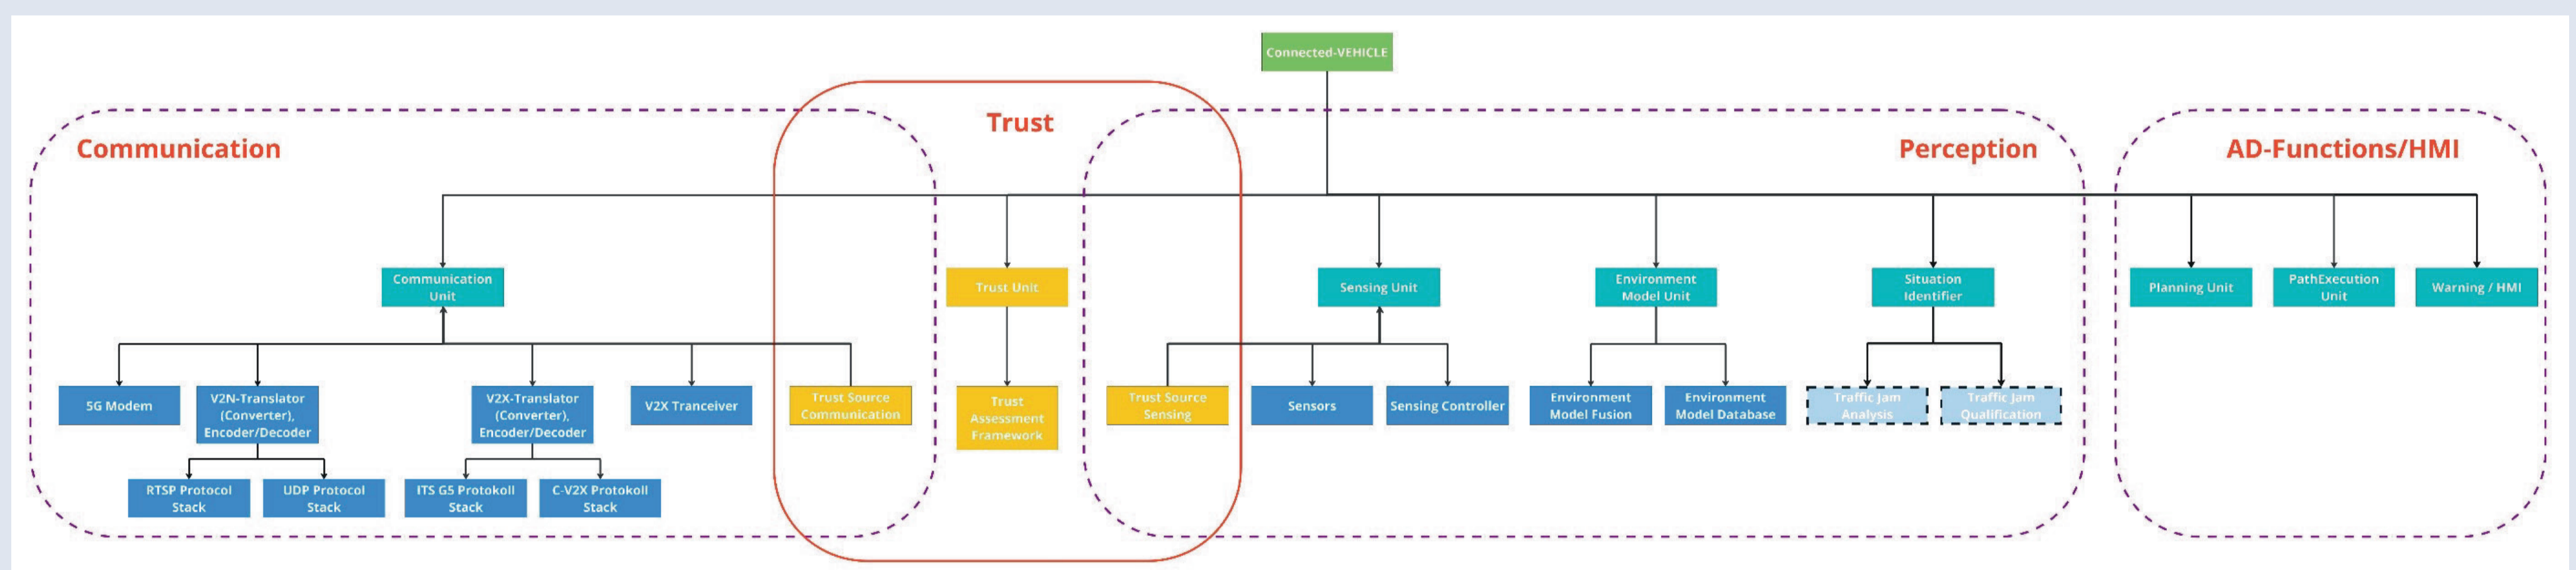 Connected-VEHICLE
Trust
Communication
Perception
AD-Functions/HMI
Communication
Unit
Trust Unit
Sensing Unit
Environment
Model Unit
Situation
Identifier
Planning Unit
PathExecution
Unit
Warning / HMI
5G Modem
V2N-Translator
(Converter),
Encoder/Decoder
V2X-Translator
(Converter),
Encoder/Decoder
V2X Tranceiver
Trust Source
Communication
Trust
Assessment
Framework
Trust Source
Sensing
Sensors
Sensing Controller
Environment
Model Fusion
Environment
Model Database
Traffic Jam
Analysis
Traffic Jam
Qualification
RTSP Protocol
Stack
UDP Protocol
Stack
ITS G5 Protokoll
Stack
C-V2X Protokoll
Stack